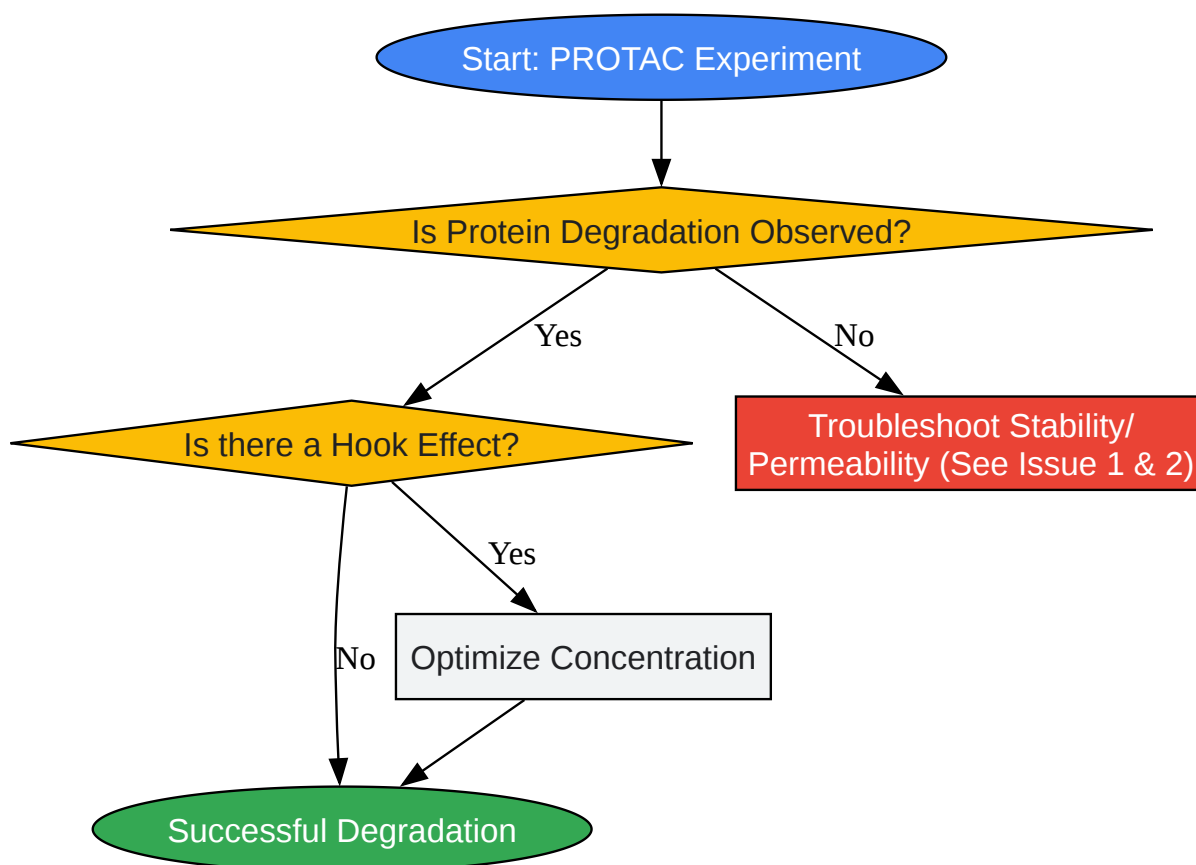 Start: PROTAC Experiment
Is Protein Degradation Observed?
Yes
No
Is there a Hook Effect?
Troubleshoot Stability/
Permeability (See Issue 1 & 2)
Yes
No
Optimize Concentration
Successful Degradation